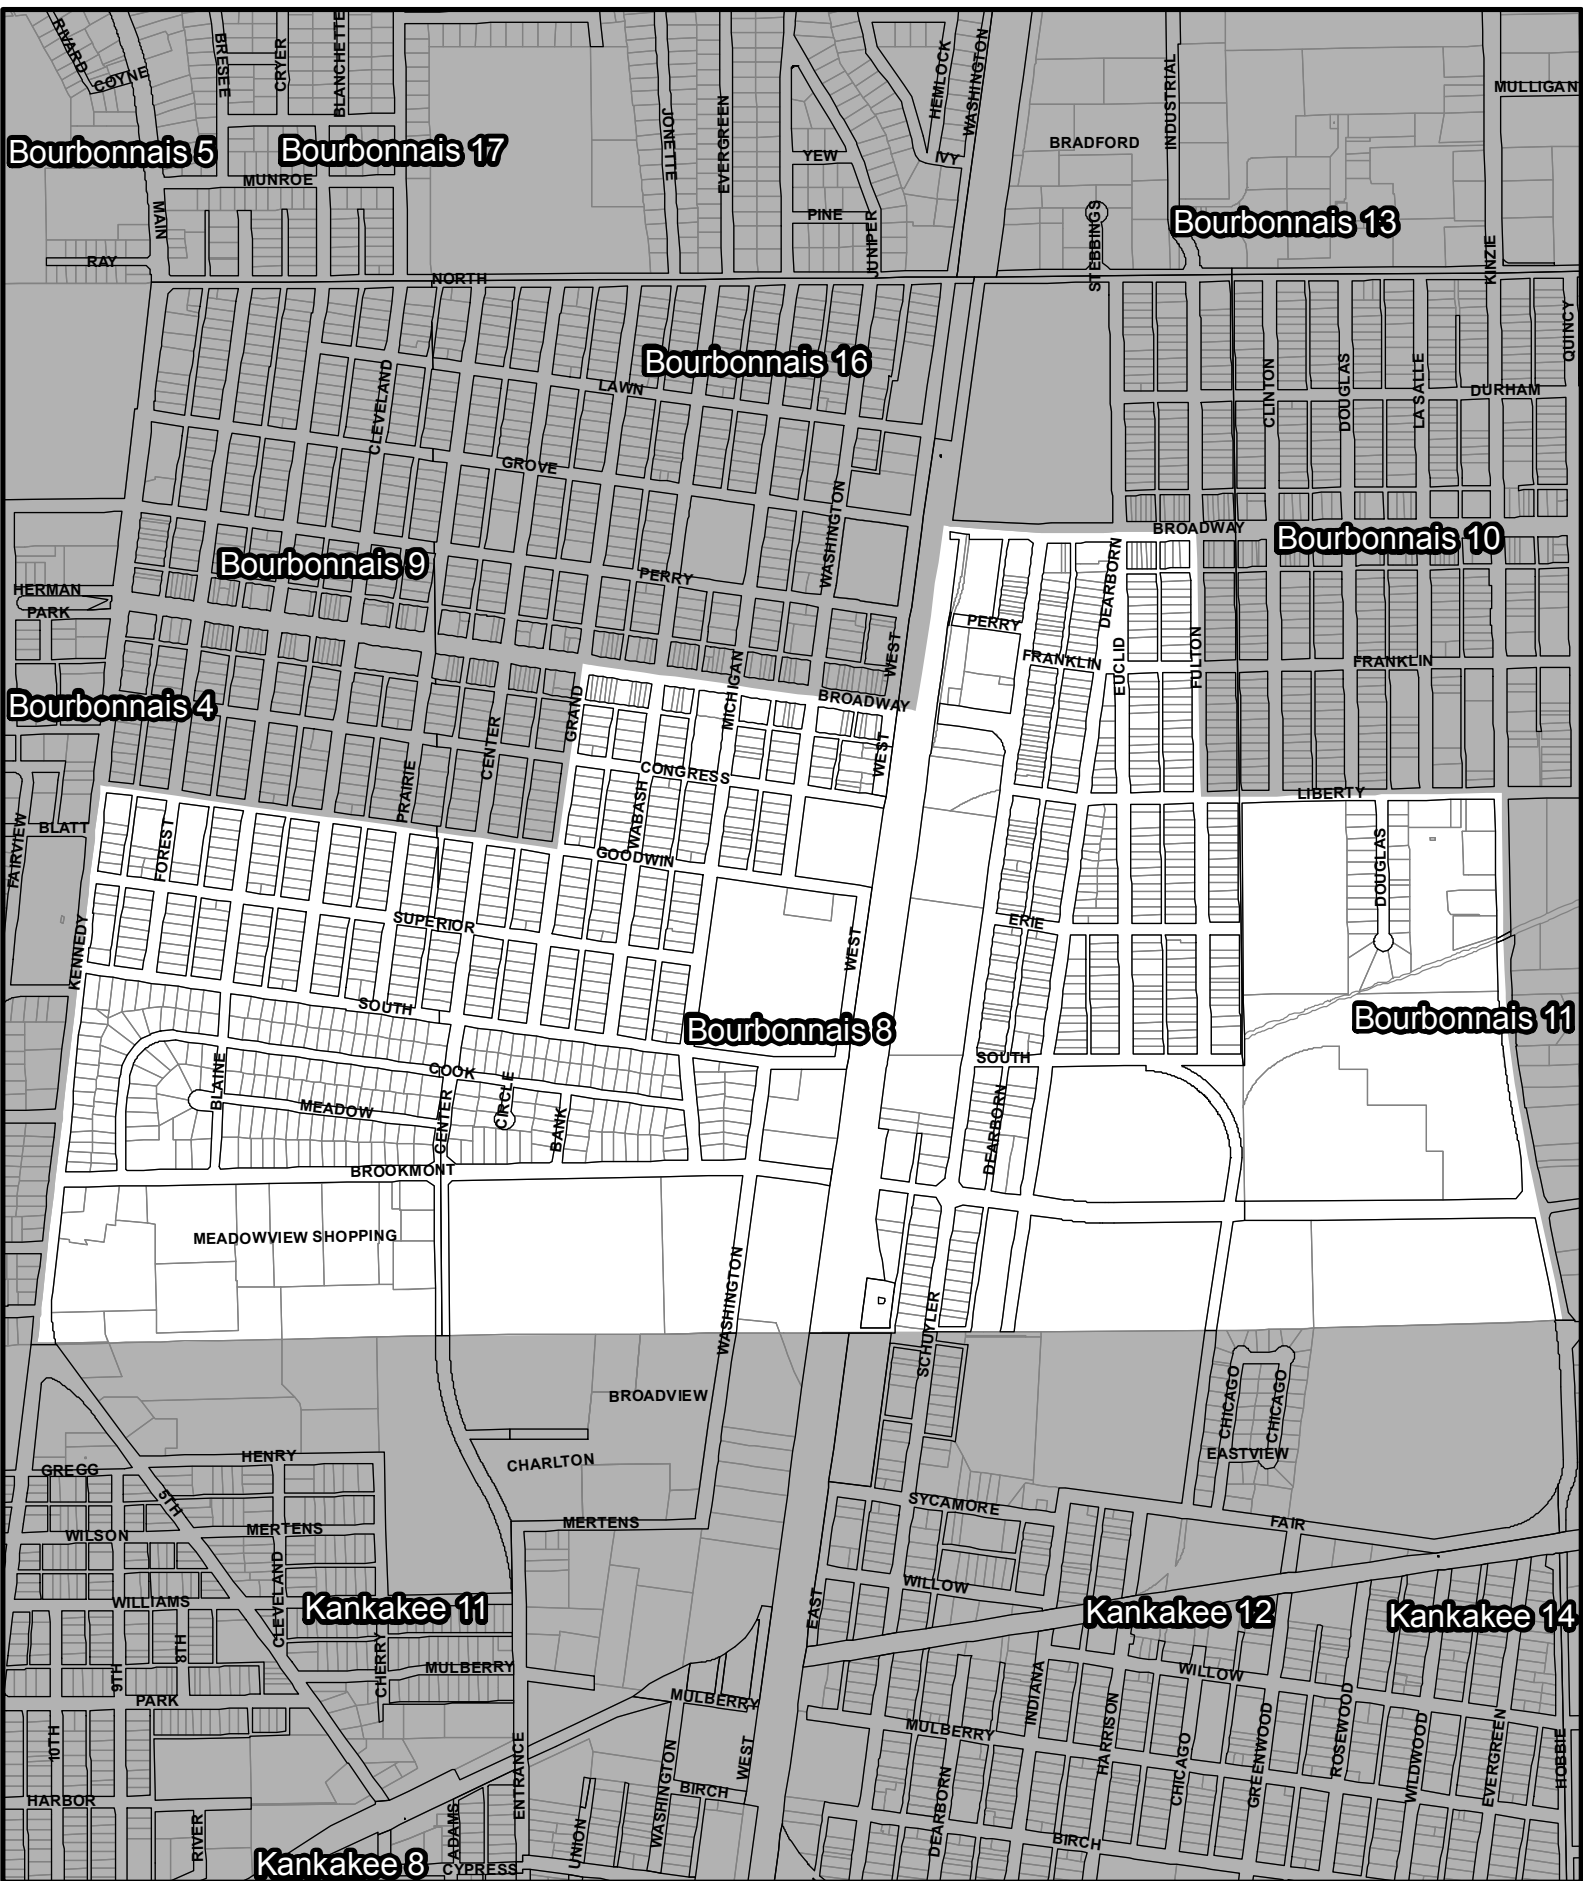 RIVARD
COYNE
BRESEE
CRYER
BLANCHETTE
JONETTE
EVERGREEN
HEMLOCK
WASHINGTON
INDUSTRIAL
MULLIGAN
BRADFORD
Bourbonnais 5
Bourbonnais 17
YEW
IVY
MUNROE
MAIN
PINE
JUNIPER
STEBBINGS
Bourbonnais 13
KINZIE
RAY
NORTH
QUINCY
Bourbonnais 16
CLEVELAND
LAWN
CLINTON
DOUGLAS
LA SALLE
DURHAM
GROVE
WASHINGTON
BROADWAY
Bourbonnais 10
Bourbonnais 9
PERRY
DEARBORN
HERMAN
PARK
PERRY
WEST
FRANKLIN
EUCLID
FULTON
FRANKLIN
Bourbonnais 4
GRAND
MICHIGAN
BROADWAY
CENTER
WEST
PRAIRIE
CONGRESS
WABASH
LIBERTY
FAIRVIEW
BLATT
FOREST
GOODWIN
DOUGLAS
KENNEDY
SUPERIOR
ERIE
WEST
SOUTH
Bourbonnais 8
Bourbonnais 11
SOUTH
BLAINE
COOK
CIRCLE
MEADOW
CENTER
BANK
DEARBORN
BROOKMONT
MEADOWVIEW SHOPPING
WASHINGTON
SCHUYLER
BROADVIEW
CHICAGO
CHICAGO
HENRY
CHARLTON
EASTVIEW
GREGG
5TH
SYCAMORE
WILSON
MERTENS
MERTENS
FAIR
CLEVELAND
WILLOW
WILLIAMS
Kankakee 11
EAST
Kankakee 12
Kankakee 14
8TH
9TH
CHERRY
MULBERRY
WILLOW
PARK
MULBERRY
INDIANA
HARRISON
ROSEWOOD
MULBERRY
10TH
ENTRANCE
WASHINGTON
WEST
CHICAGO
GREENWOOD
WILDWOOD
EVERGREEN
HOBBIE
HARBOR
BIRCH
RIVER
ADAMS
UNION
DEARBORN
BIRCH
Kankakee 8
CYPRESS